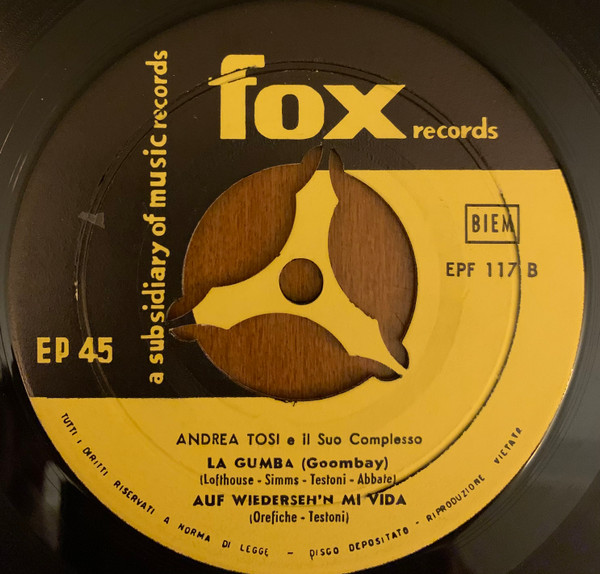 fox records
a subsidiary of music records
BIEM
EPF 117 B
EP 45
ANDREA TOSI e il Suo Complesso
LA GUMBA (Goombay)
(Lofthouse - Simms - Testoni - Abbate)
AUF WIEDERSEH'N MI VIDA
(Orefiche - Testoni)
TUTTI I DIRITTI RISERVATI A NORMA DI LEGGE - DISCO DEPOSITATO - RIPRODUZIONE VIETATA